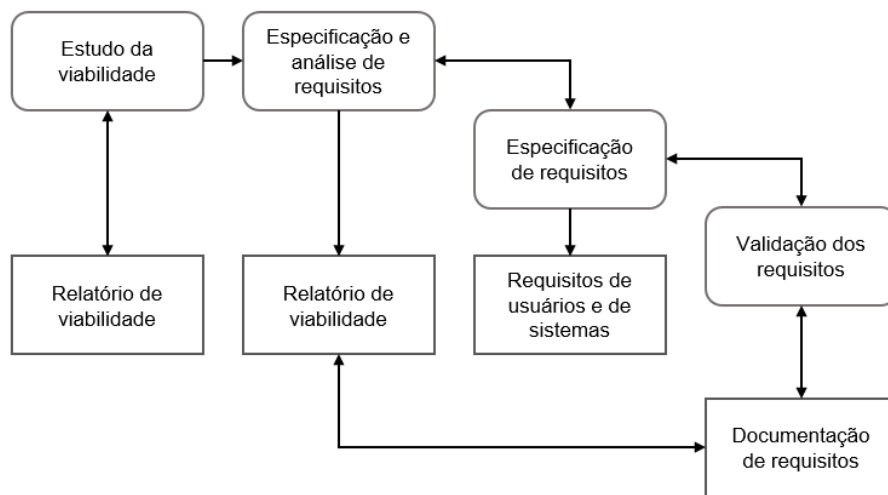 Estudo da
viabilidade
Especificação e
análise de
requisitos
Especificação
de requisitos
Validação dos
requisitos
Relatório de
viabilidade
Relatório de
viabilidade
Requisitos de
usuários e de
sistemas
Documentação
de requisitos